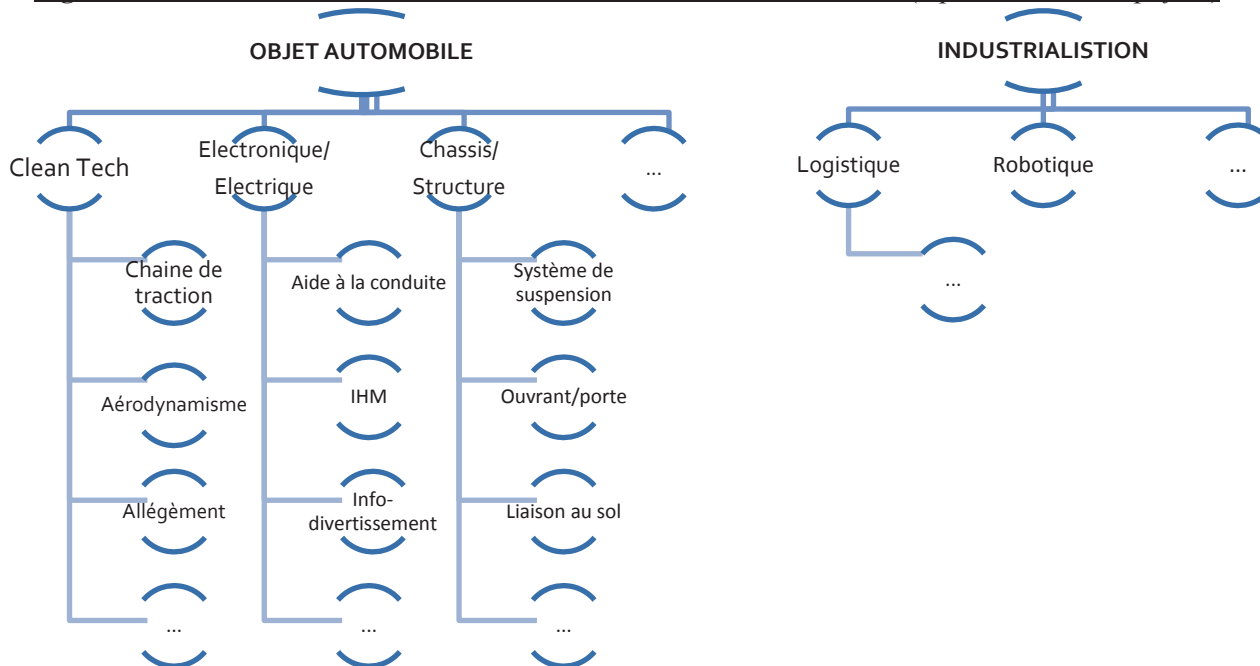 OBJET AUTOMOBILE
INDUSTRIALISTION
Clean Tech
Electronique/
Electrique
Chassis/
Structure
...
Logistique
Robotique
...
Chaine de
traction
Aide à la conduite
Système de
suspension
...
Aérodynamisme
IHM
Ouvrant/porte
Allégèment
Info-
divertissement
Liaison au sol
...
...
...